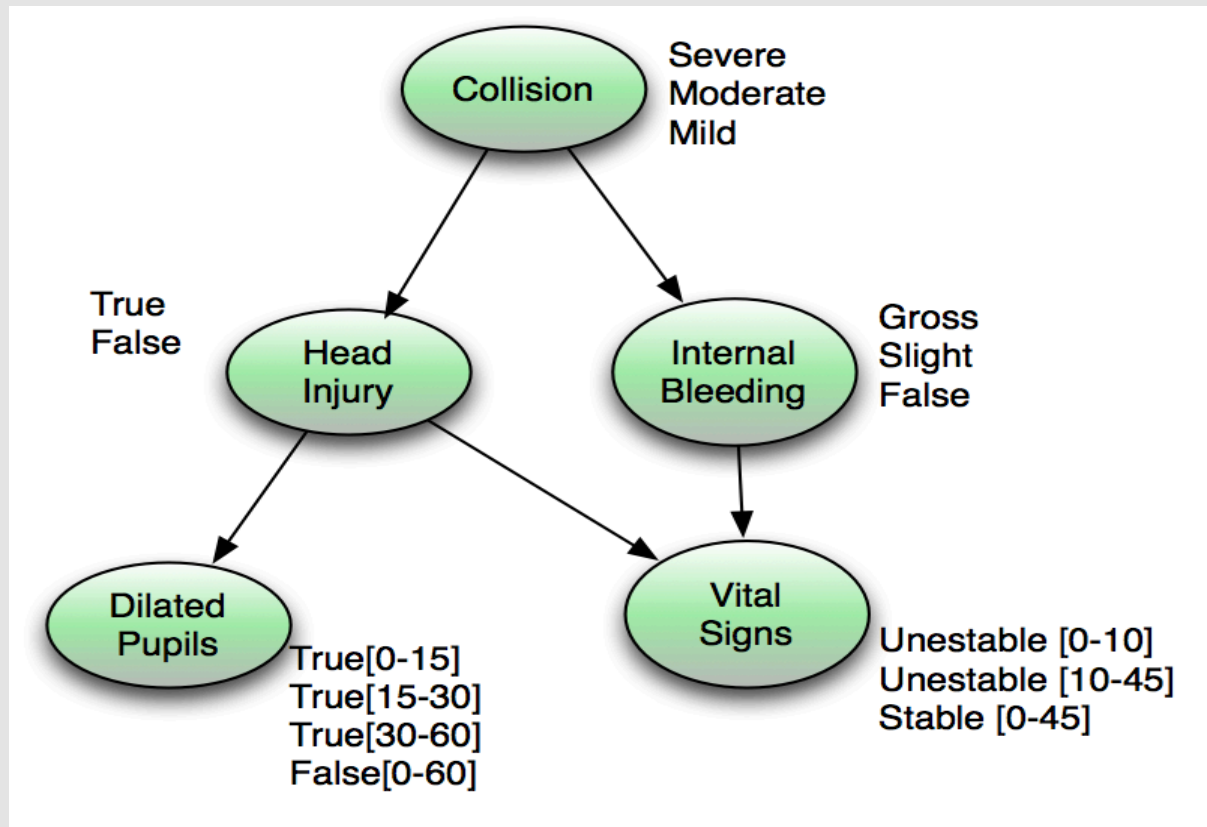 Collision
Severe
Moderate
Mild
True
False
Head
Injury
Internal
Bleeding
Gross
Slight
False
Dilated
Pupils
True[0-15]
True[15-30]
True[30-60]
False[0-60]
Vital
Signs
Unestable [0-10]
Unestable [10-45]
Stable [0-45]